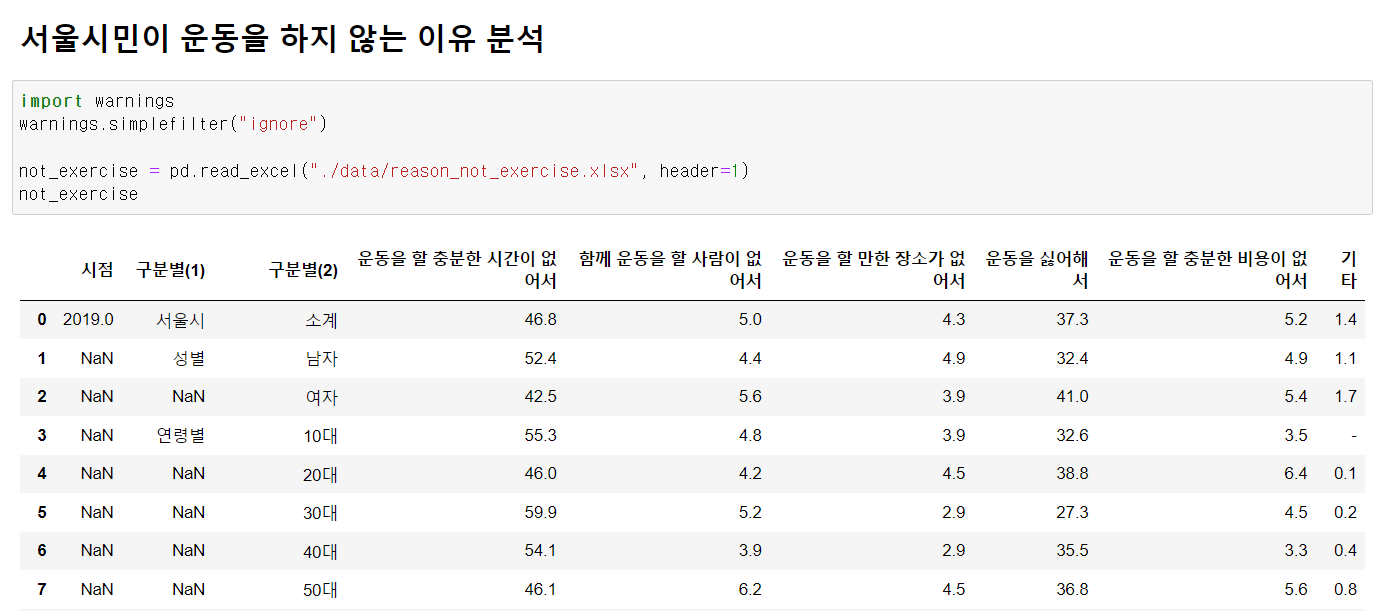 서울시민이 운동을 하지 않는 이유 분석
import warnings
warnings.simplefilter("ignore")
not_exercise = pd.read_excel("./data/reason_not_exercise.xlsx", header=1)
not_exercise
시점 구분별(1) 구분별(2) 운동을 할 충분한 시간이 없 함께 운동을 할 사람이 없 운동을 할 만한 장소가 없 운동을 싫어해 운동을 할 충분한 비용이 없 기
어서 어서 어서 서 어서 타
0 2019.0 서울시 소계 46.8 5.0 4.3 37.3 5.2 1.4
1 NaN 성별 남자 52.4 4.4 4.9 32.4 4.9 1.1
2 NaN NaN 여자 42.5 5.6 3.9 41.0 5.4 1.7
3 NaN 연령별 10대 55.3 4.8 3.9 32.6 3.5 -
4 NaN NaN 20대 46.0 4.2 4.5 38.8 6.4 0.1
5 NaN NaN 30대 59.9 5.2 2.9 27.3 4.5 0.2
6 NaN NaN 40대 54.1 3.9 2.9 35.5 3.3 0.4
7 NaN NaN 50대 46.1 6.2 4.5 36.8 5.6 0.8